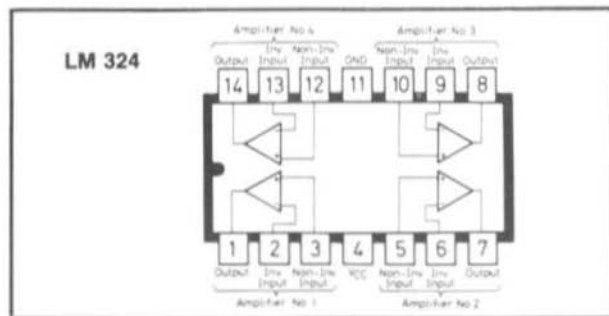 Amplifier No 4 Amplifier No 3
LM 324
Output Inv Input Non-Inv Input GND Non-Inv Input Inv Input Output
14 13 12 11 10 9 8
1 2 3 4 5 6 7
Output Inv Input Non-Inv Input VCC Non-Inv Input Inv Input Output
Amplifier No 1 Amplifier No 2